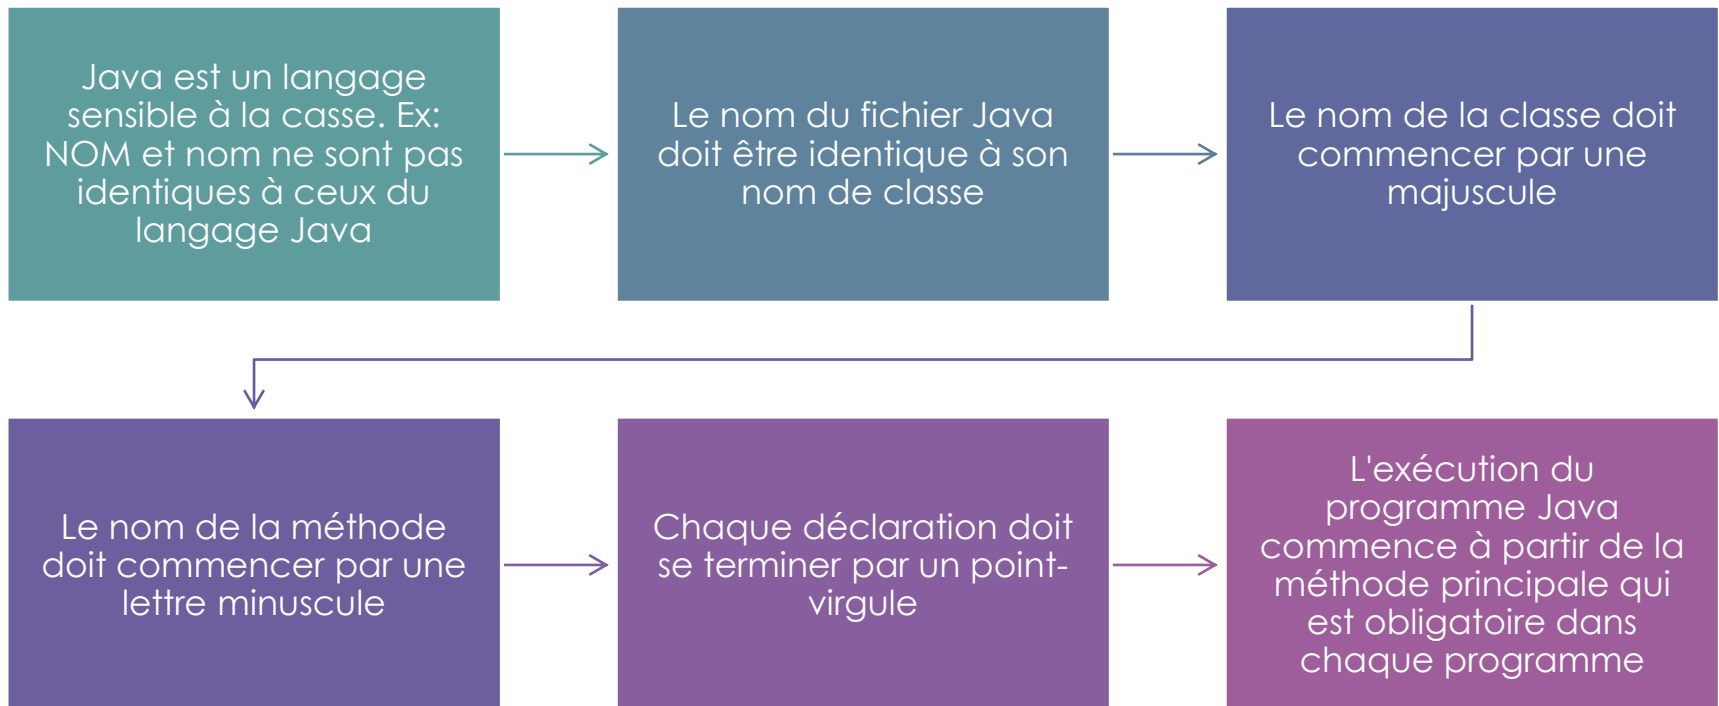 Java est un langage
sensible à la casse. Ex:
NOM et nom ne sont pas
identiques à ceux du
langage Java
Le nom du fichier Java
doit être identique à son
nom de classe
Le nom de la classe doit
commencer par une
majuscule
Le nom de la méthode
doit commencer par une
lettre minuscule
Chaque déclaration doit
se terminer par un point-
virgule
L'exécution du
programme Java
commence à partir de la
méthode principale qui
est obligatoire dans
chaque programme